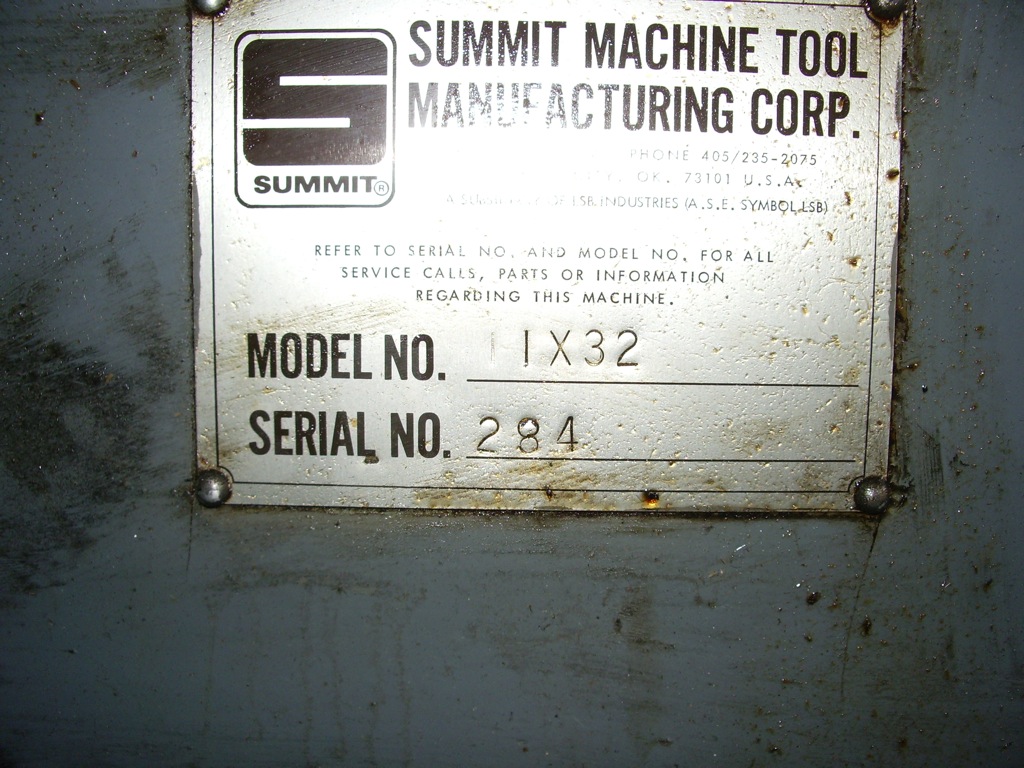 SUMMIT MACHINE TOOL
MANUFACTURING CORP.
SUMMIT®
PHONE 405/235-2075
OK. 73101 U.S.A.
A OF LSB INDUSTRIES (A.S.E. SYMBOL LSB)
REFER TO SERIAL NO. AND MODEL NO. FOR ALL
SERVICE CALLS, PARTS OR INFORMATION
REGARDING THIS MACHINE.
MODEL NO. 11X32
SERIAL NO. 284